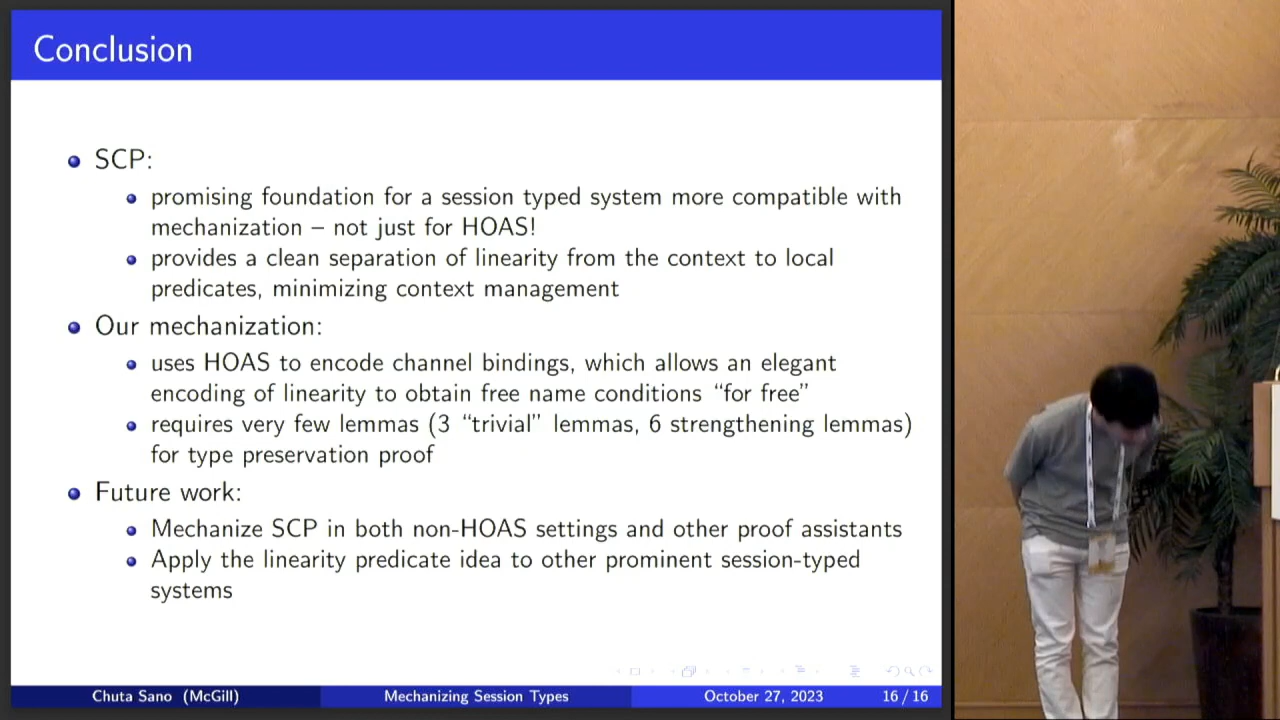 Conclusion
SCP:
promising foundation for a session typed system more compatible with
mechanization – not just for HOAS!
provides a clean separation of linearity from the context to local
predicates, minimizing context management
Our mechanization:
uses HOAS to encode channel bindings, which allows an elegant
encoding of linearity to obtain free name conditions “for free”
requires very few lemmas (3 “trivial” lemmas, 6 strengthening lemmas)
for type preservation proof
Future work:
Mechanize SCP in both non-HOAS settings and other proof assistants
Apply the linearity predicate idea to other prominent session-typed
systems
Chuta Sano (McGill) Mechanizing Session Types October 27, 2023 16 / 16